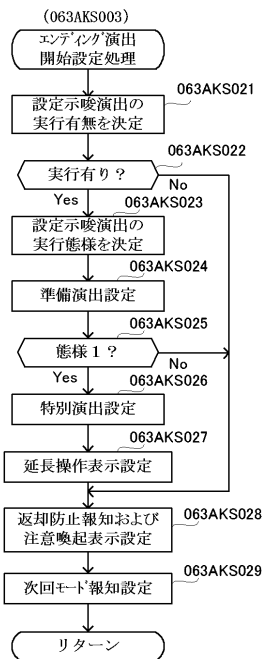 (063AKS003)
エンディング演出
開始設定処理
063AKS021
設定示唆演出の
実行有無を決定
063AKS022
実行有り？
No
Yes
063AKS023
設定示唆演出の
実行態様を決定
063AKS024
準備演出設定
063AKS025
態様１？
No
Yes
063AKS026
特別演出設定
063AKS027
延長操作表示設定
063AKS028
返却防止報知および
注意喚起表示設定
063AKS029
次回モード報知設定
リターン